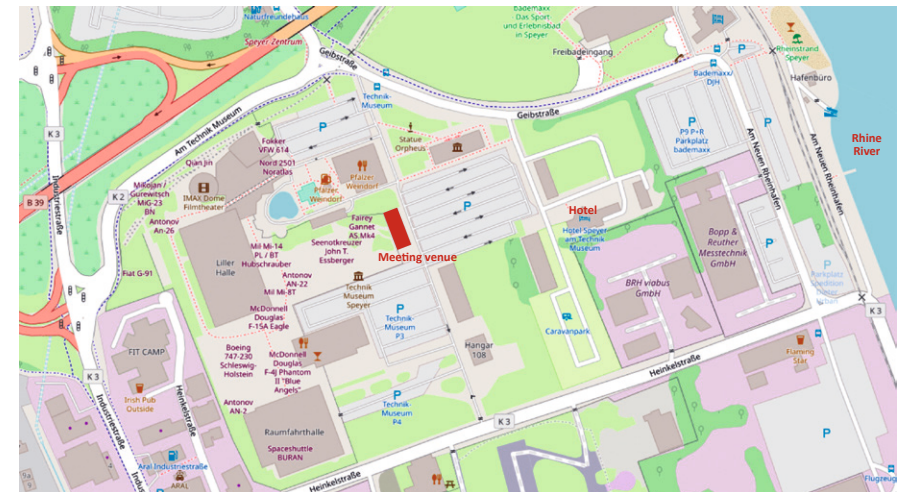 Naturfreundehaus
Speyer Zentrum
bademaxx
- Das Sport
und Erlebnisbad
in Speyer
Freibadeingang
Rheinstrand
Speyer
Hafenbüro
Bademaxx/
DJH
P
P
Geibstraße
Geibstraße
K 3
Am Technik Museum
Technik-
Museum
P
Fokker
VFW 614
Nord 2501
Noratlas
Qian Jin
Statue
Orpheus
P
P9 P+R
Parkplatz
bademaxx
Am Neuen Rheinhafen
Am Neuen Rheinhafen
Rhine
River
K 2
B 39
Industriestraße
Mikojan /
Gurewitsch
MiG-23
BN
IMAX Dome
Filmtheater
Pfälzer
Weindorf
Pfälzer
Weindorf
P
Antonov
An-26
Fairey
Gannet
AS.Mk4
Hotel
Hotel Speyer
am Technik
Museum
Meeting venue
Mil Mi-14
PL / BT
Hubschrauber
Seenotkreuzer
John T.
Essberger
Liller
Halle
Fiat G-91
Antonov
AN-22
Mil Mi-8T
Technik
Museum
Speyer
Bopp &
Reuther
Messtechnik
GmbH
P
BRH viabus
GmbH
P
Parkplatz
Spedition
K 3
McDonnell
Douglas-
F-15A Eagle
P
Technik-
Museum
P3
Caravanpark
FIT CAMP
Boeing
747-230
Schleswig-
Holstein
McDonnell
Douglas-
F-4J Phantom
II "Blue
Angels"
Hangar
108
Heinkelstraße
Flaming
Star
K 3
Irish Pub
Outside
Antonov
AN-2
P
Technik-
Museum
P4
K 3
Industriestraße
Heinkelstraße
Raumfahrthalle
Spaceshuttle
BURAN
P
Aral Industriestraße
ARAL
Heinkelstraße